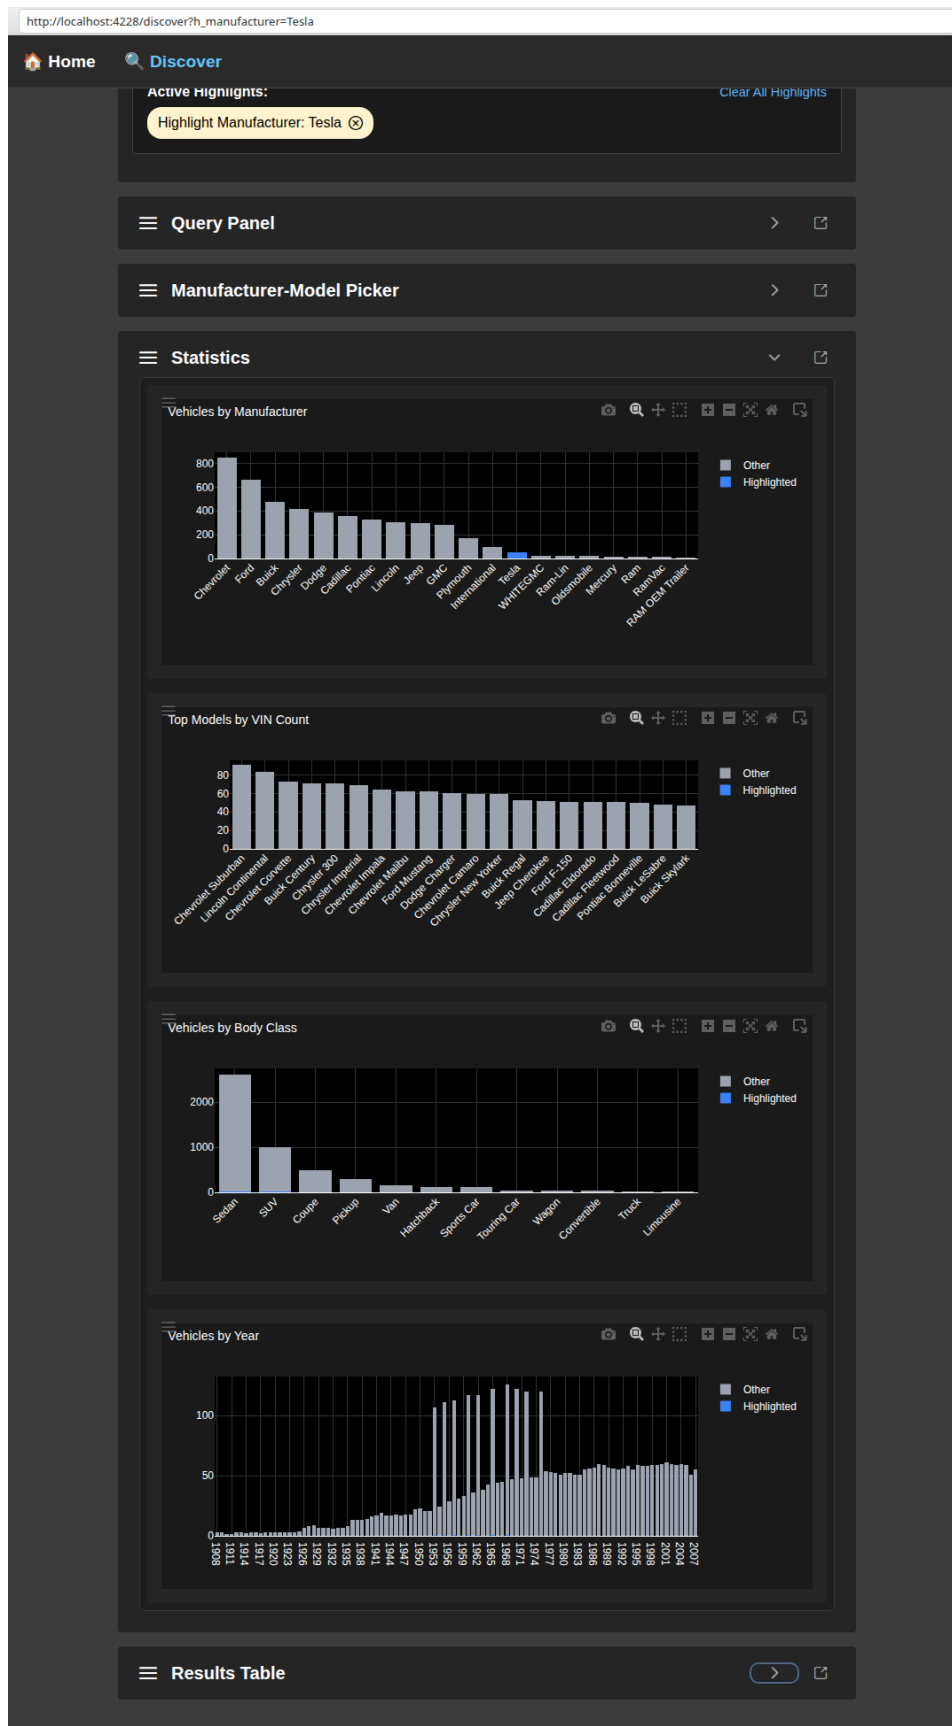 http://localhost:4228/discover?h_manufacturer=Tesla
🏠 Home 🔍 Discover
Active Highlights: Clear All Highlights
Highlight Manufacturer: Tesla
Query Panel
Manufacturer-Model Picker
Statistics
Vehicles by Manufacturer
800
600
400
200
0
Other
Highlighted
Chevrolet Ford Buick Chrysler Dodge Cadillac Pontiac Lincoln Jeep GMC Plymouth International Tesla WHITEGMC Ram-Lin Oldsmobile Mercury Ram RamVac RAM OEM Trailer
Top Models by VIN Count
80
60
40
20
0
Other
Highlighted
Chevrolet Suburban Lincoln Continental Chevrolet Corvette Buick Century Chrysler 300 Chrysler Imperial Chevrolet Impala Chevrolet Malibu Ford Mustang Dodge Charger Chevrolet Camaro Chrysler New Yorker Buick Regal Jeep Cherokee Ford F-150 Cadillac Eldorado Cadillac Fleetwood Pontiac Bonneville Buick LeSabre Buick Skylark
Vehicles by Body Class
2000
1000
0
Other
Highlighted
Sedan SUV Coupe Pickup Van Hatchback Sports Car Touring Car Wagon Convertible Truck Limousine
Vehicles by Year
100
50
0
Other
Highlighted
1908 1911 1914 1917 1920 1923 1926 1929 1932 1935 1938 1941 1944 1947 1950 1953 1956 1959 1962 1965 1968 1971 1974 1977 1980 1983 1986 1989 1992 1995 1998 2001 2004 2007
Results Table